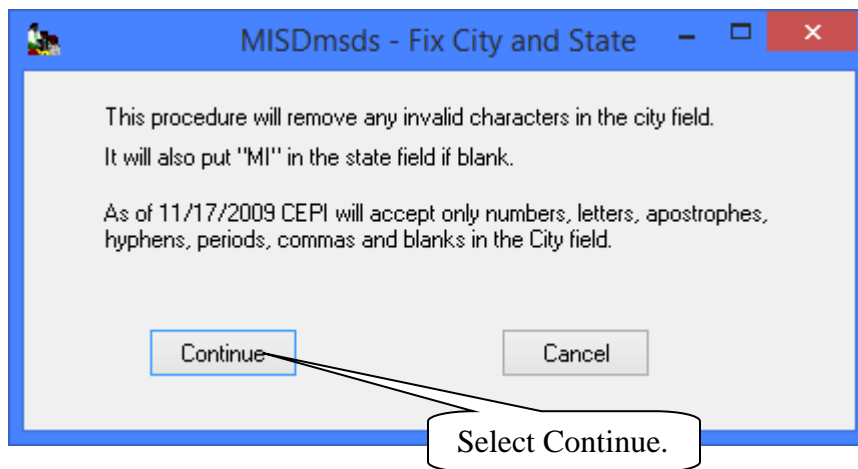 MISDmsds - Fix City and State
This procedure will remove any invalid characters in the city field.
It will also put "MI" in the state field if blank.
As of 11/17/2009 CEPI will accept only numbers, letters, apostrophes,
hyphens, periods, commas and blanks in the City field.
Continue
Cancel
Select Continue.